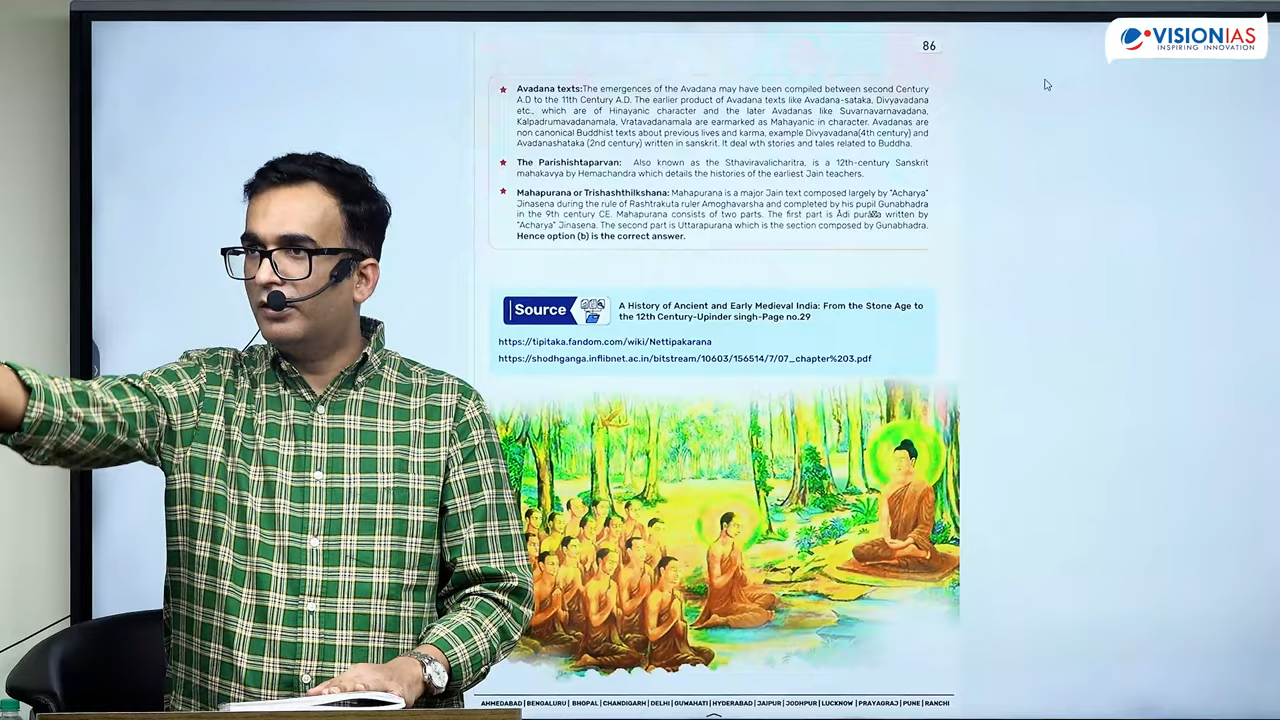 VISIONIAS
INSPIRING INNOVATION
86
Avadana texts:The emergences of the Avadana may have been compiled between second Century
A.D to the 11th Century A.D. The earlier product of Avadana texts like Avadana-sataka, Divyavadana
etc., which are of Hinayanic character and the later Avadanas like Suvarnavarnavadana,
Kalpadrumavadanamala, Vratavadanamala are earmarked as Mahayanic in character. Avadanas are
non canonical Buddhist texts about previous lives and karma, example Divyavadana(4th century) and
Avadanashataka (2nd century) written in sanskrit. It deal wth stories and tales related to Buddha.
The Parishishtaparvan: Also known as the Sthaviravalicharitra, is a 12th-century Sanskrit
mahakavya by Hemachandra which details the histories of the earliest Jain teachers.
Mahapurana or Trishashthilkshana: Mahapurana is a major Jain text composed largely by "Acharya"
Jinasena during the rule of Rashtrakuta ruler Amoghavarsha and completed by his pupil Gunabhadra
in the 9th century CE. Mahapurana consists of two parts. The first part is Ādi written by
"Acharya" Jinasena. The second part is Uttarapurana which is the section composed by Gunabhadra.
Hence option (b) is the correct answer.
Source
A History of Ancient and Early Medieval India: From the Stone Age to
the 12th Century-Upinder singh-Page no.29
https://tipitaka.fandom.com/wiki/Nettipakarana
https://shodhganga.inflibnet.ac.in/bitstream/10603/156514/7/07_chapter%203.pdf
AHMEDABAD | BENGALURU | BHOPAL | CHANDIGARH | DELHI | GUWAHATI | HYDERABAD | JAIPUR | JODHPUR | LUCKNOW | PRAYAGRAJ | PUNE | RANCHI